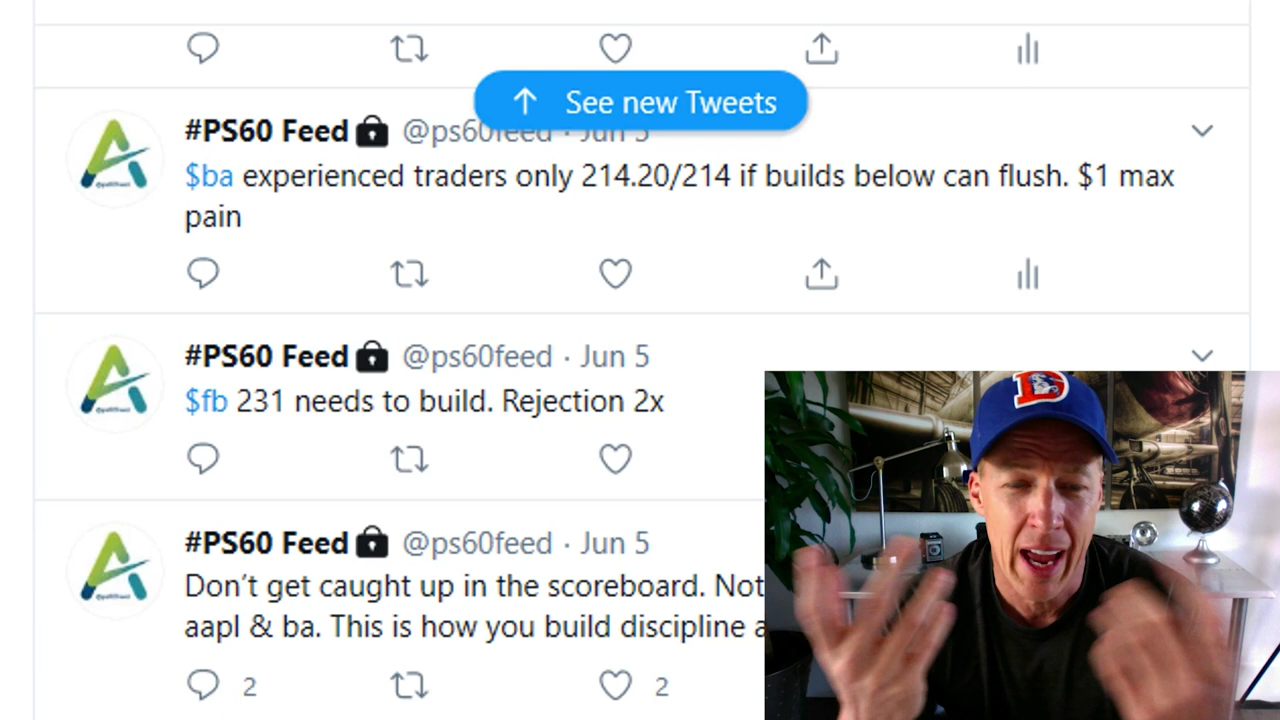 See new Tweets
#PS60 Feed @ps60feed · Jun 5
$ba experienced traders only 214.20/214 if builds below can flush. $1 max
pain
#PS60 Feed @ps60feed · Jun 5
$fb 231 needs to build. Rejection 2x
#PS60 Feed @ps60feed · Jun 5
Don’t get caught up in the scoreboard. Not
aapl & ba. This is how you build discipline
2 2
D